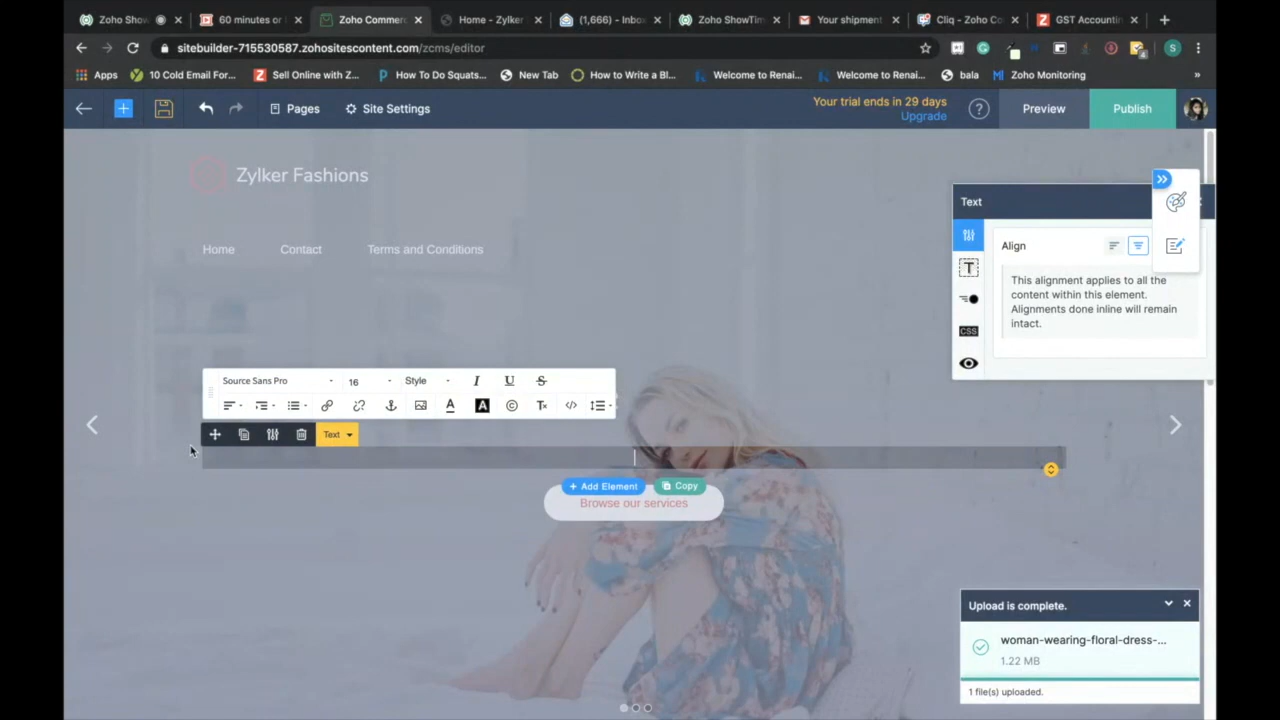 Zoho Show
60 minutes or l
Zoho Commerc
Home - Zylker
(1,666) - Inbox
Zoho ShowTim
Your shipment
Cliq - Zoho Co
GST Accountin
sitebuilder-715530587.zohositescontent.com/zcms/editor
Apps
10 Cold Email For...
Sell Online with Z...
How To Do Squats...
New Tab
How to Write a Bl...
Welcome to Renai...
Welcome to Renai...
bala
Zoho Monitoring
»
Pages
Site Settings
Your trial ends in 29 days
Upgrade
Preview
Publish
Zylker Fashions
Home
Contact
Terms and Conditions
Text
Align
This alignment applies to all the
content within this element.
Alignments done inline will remain
intact.
CSS
Source Sans Pro
16
Style
Text
+ Add Element
Copy
Browse our services
Upload is complete.
woman-wearing-floral-dress-...
1.22 MB
1 file(s) uploaded.